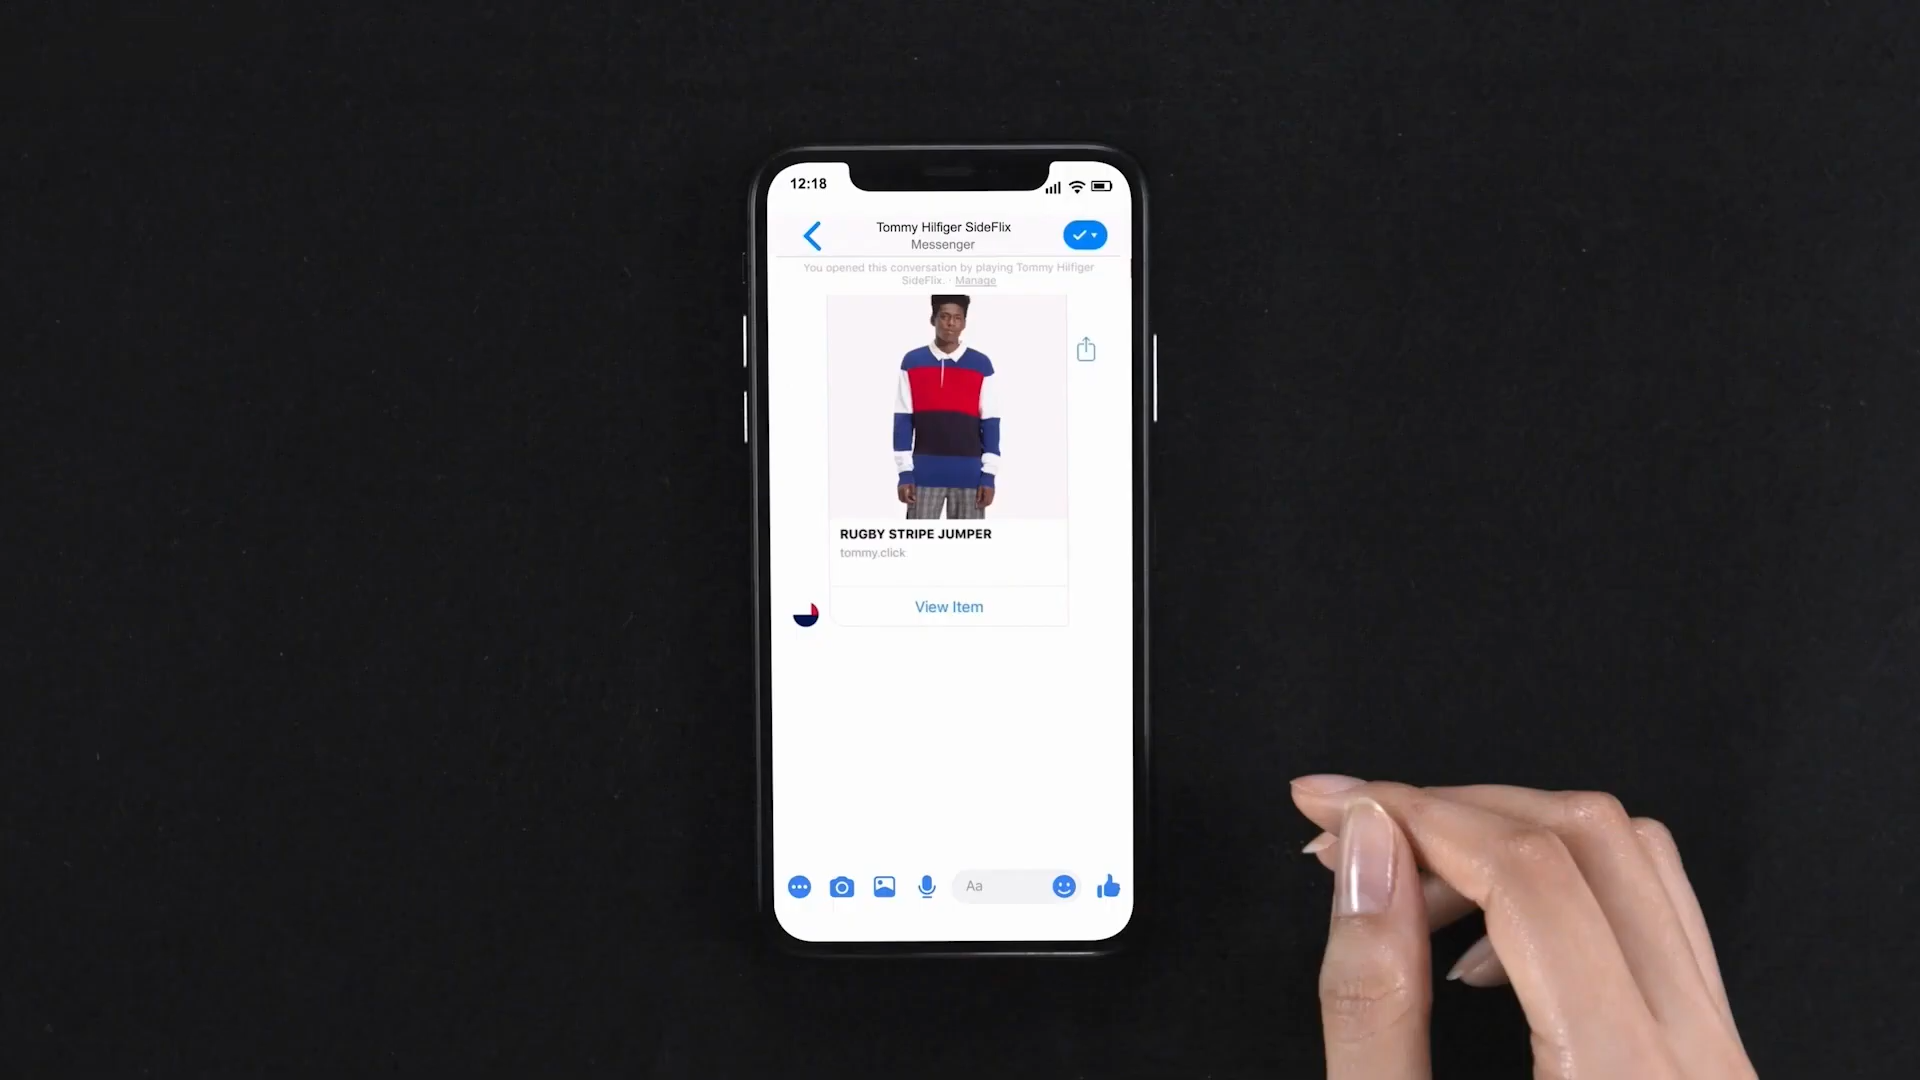 12:18
Tommy Hilfiger SideFlix
Messenger
You opened this conversation by playing Tommy Hilfiger
SideFlix. · Manage
RUGBY STRIPE JUMPER
tommy.click
View Item
Aa